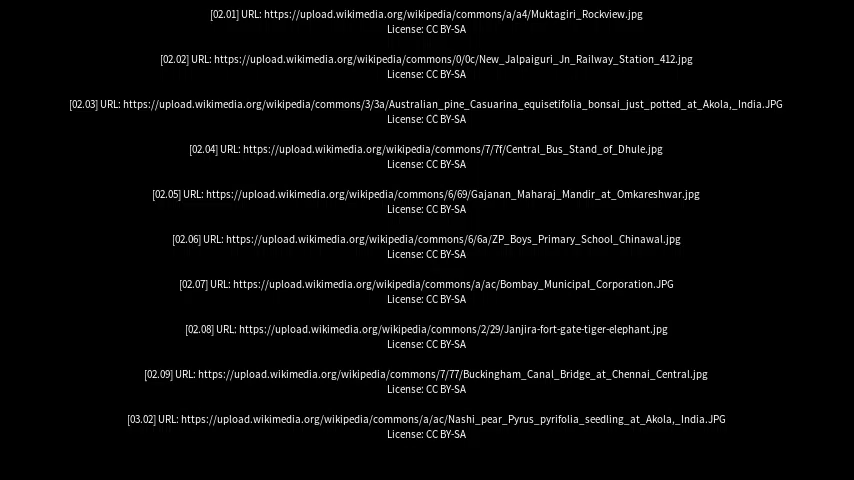 [02.01] URL: https://upload.wikimedia.org/wikipedia/commons/a/a4/Muktagiri_Rockview.jpg
License: CC BY-SA
[02.02] URL: https://upload.wikimedia.org/wikipedia/commons/0/0c/New_Jalpaiguri_Jn_Railway_Station_412.jpg
License: CC BY-SA
[02.03] URL: https://upload.wikimedia.org/wikipedia/commons/3/3a/Australian_pine_Casuarina_equisetifolia_bonsai_just_potted_at_Akola,_India.JPG
License: CC BY-SA
[02.04] URL: https://upload.wikimedia.org/wikipedia/commons/7/7f/Central_Bus_Stand_of_Dhule.jpg
License: CC BY-SA
[02.05] URL: https://upload.wikimedia.org/wikipedia/commons/6/69/Gajanan_Maharaj_Mandir_at_Omkareshwar.jpg
License: CC BY-SA
[02.06] URL: https://upload.wikimedia.org/wikipedia/commons/6/6a/ZP_Boys_Primary_School_Chinawal.jpg
License: CC BY-SA
[02.07] URL: https://upload.wikimedia.org/wikipedia/commons/a/ac/Bombay_Municipal_Corporation.JPG
License: CC BY-SA
[02.08] URL: https://upload.wikimedia.org/wikipedia/commons/2/29/Janjira-fort-gate-tiger-elephant.jpg
License: CC BY-SA
[02.09] URL: https://upload.wikimedia.org/wikipedia/commons/7/77/Buckingham_Canal_Bridge_at_Chennai_Central.jpg
License: CC BY-SA
[03.02] URL: https://upload.wikimedia.org/wikipedia/commons/a/ac/Nashi_pear_Pyrus_pyrifolia_seedling_at_Akola,_India.JPG
License: CC BY-SA